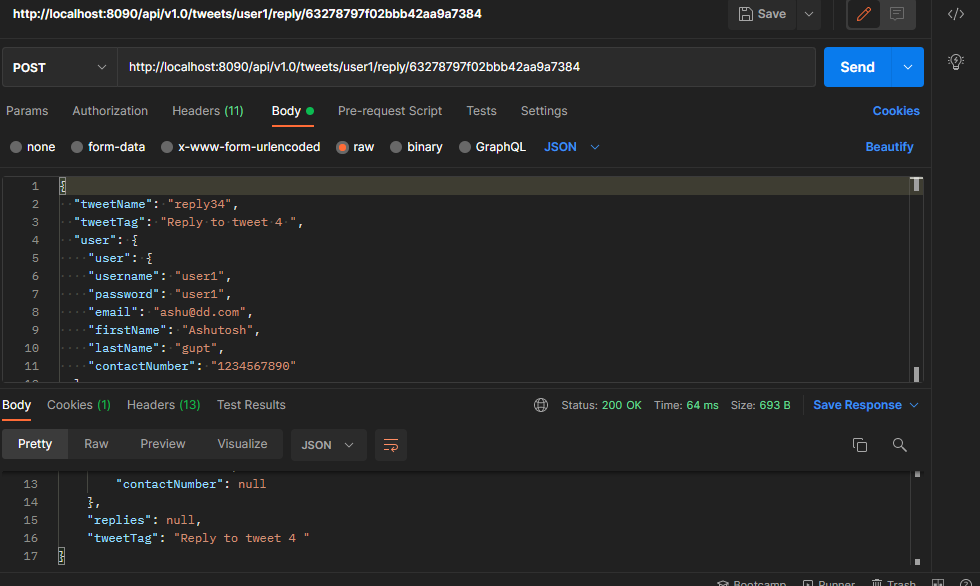 http://localhost:8090/api/v1.0/tweets/user1/reply/63278797f02bbb42aa9a7384
Save
</>
POST http://localhost:8090/api/v1.0/tweets/user1/reply/63278797f02bbb42aa9a7384 Send
Params Authorization Headers (11) Body Pre-request Script Tests Settings Cookies
none form-data x-www-form-urlencoded raw binary GraphQL JSON Beautify
1 {
2 "tweetName": "reply34",
3 "tweetTag": "Reply to tweet 4 ",
4 "user": {
5 "user": {
6 "username": "user1",
7 "password": "user1",
8 "email": "ashu@dd.com",
9 "firstName": "Ashutosh",
10 "lastName": "gupt",
11 "contactNumber": "1234567890"
Body Cookies (1) Headers (13) Test Results Status: 200 OK Time: 64 ms Size: 693 B Save Response
Pretty Raw Preview Visualize JSON
13 "contactNumber": null
14 },
15 "replies": null,
16 "tweetTag": "Reply to tweet 4 "
17 }
Bootcamp Runner Trash